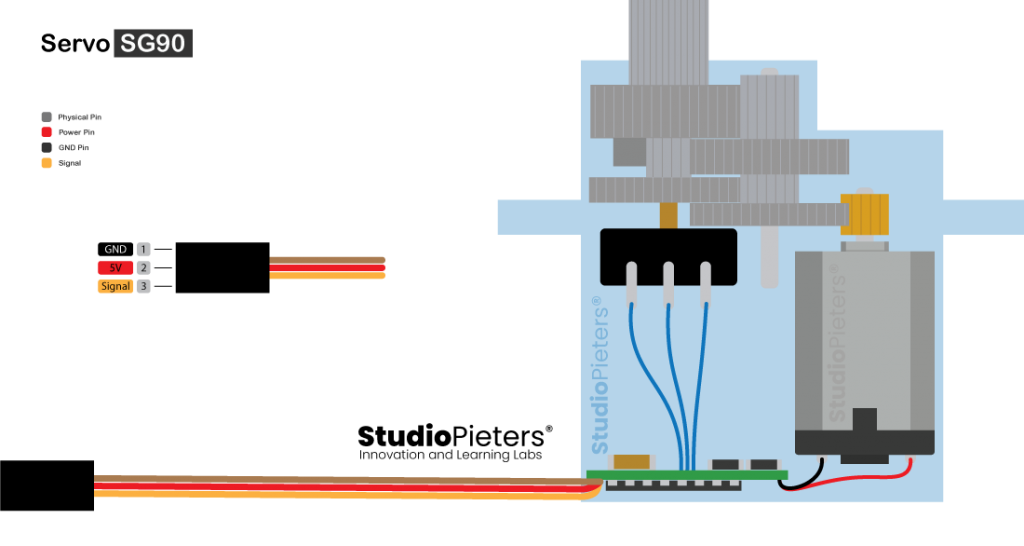 Servo SG90
Physical Pin
Power Pin
GND Pin
Signal
GND 1
5V 2
Signal 3
StudioPieters®
Innovation and Learning Labs
StudioPieters®
StudioPieters®